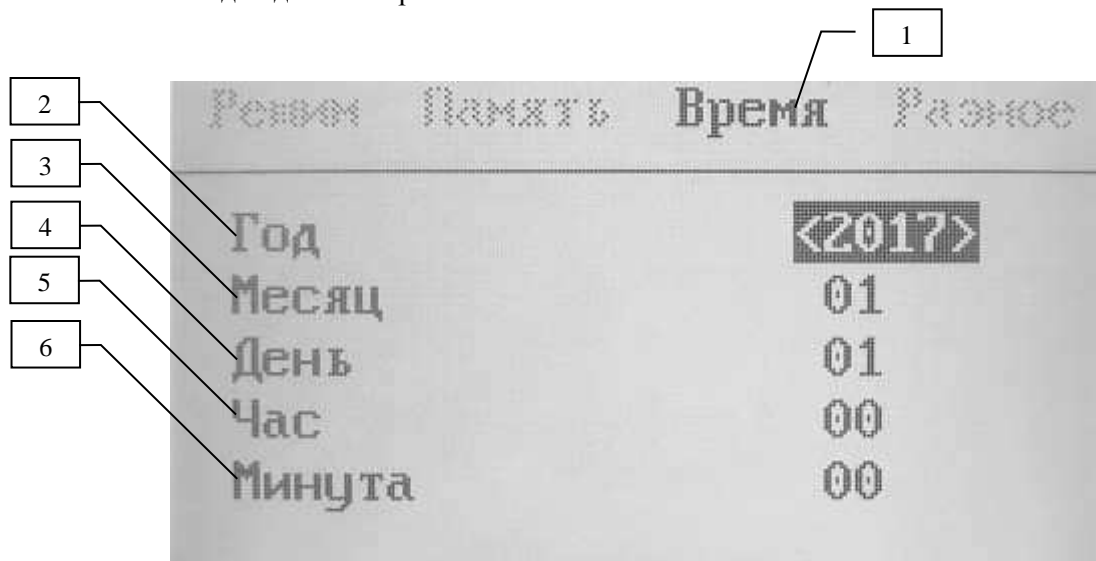 1
2 Режим Память Время Разное
3
4 Год <2017>
5 Месяц 01
6 День 01
Час 00
Минута 00